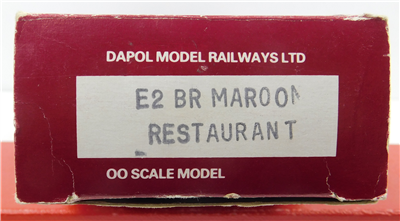 DAPOL MODEL RAILWAYS LTD
E2 BR MAROON
RESTAURANT
OO SCALE MODEL